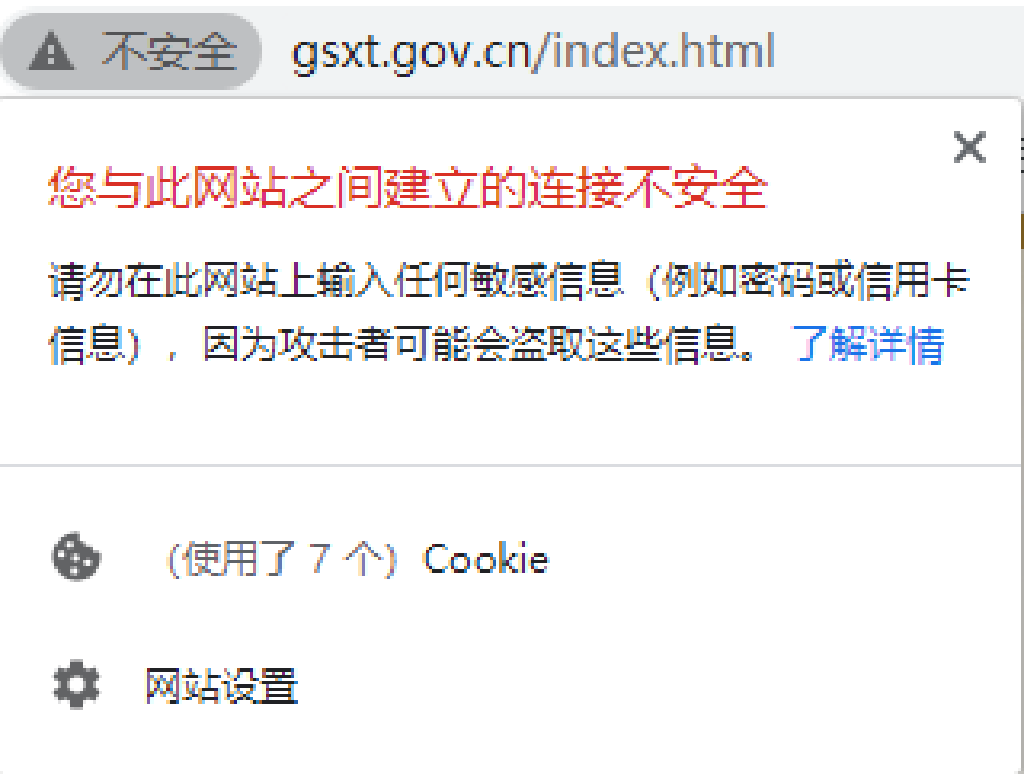 不安全 gsxt.gov.cn/index.html
您与此网站之间建立的连接不安全
请勿在此网站上输入任何敏感信息（例如密码或信用卡
信息），因为攻击者可能会盗取这些信息。 了解详情
（使用了 7 个）Cookie
网站设置